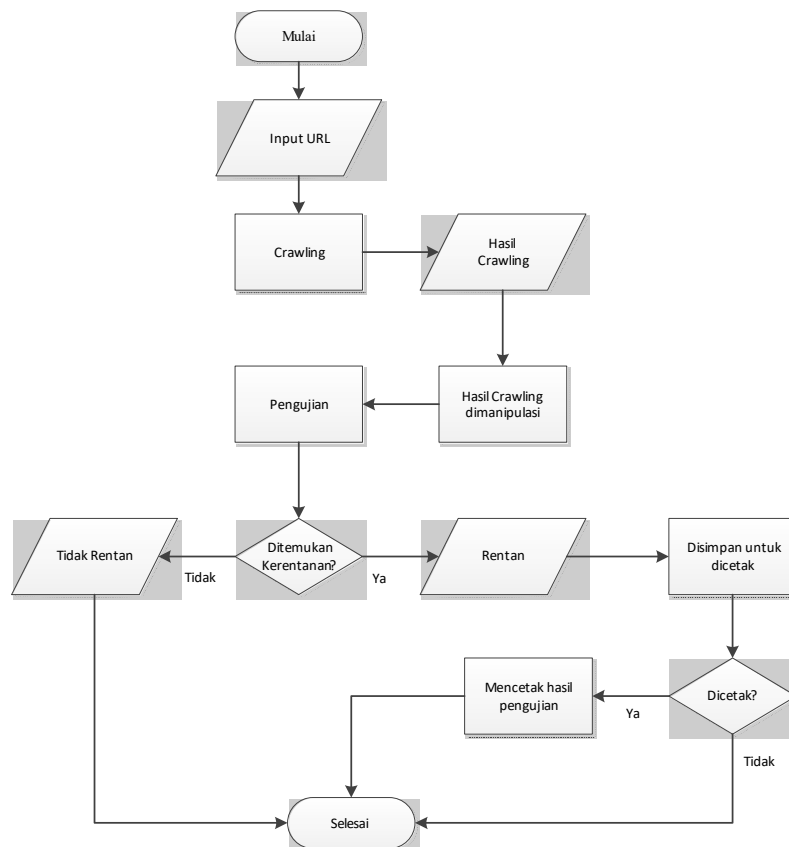 Mulai
Input URL
Crawling
Hasil
Crawling
Pengujian
Hasil Crawling
dimanipulasi
Tidak Rentan
Ditemukan
Kerentanan?
Rentan
Disimpan untuk
dicetak
Tidak
Ya
Mencetak hasil
pengujian
Dicetak?
Ya
Tidak
Selesai